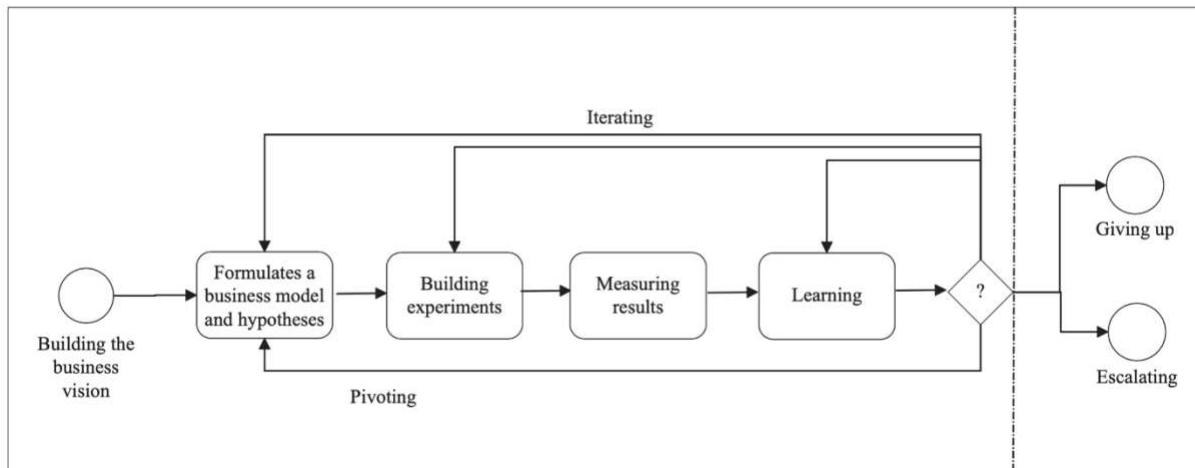 Iterating
Formulates a
business model
and hypotheses
Building
experiments
Measuring
results
Learning
?
Giving up
Building the
business
vision
Escalating
Pivoting